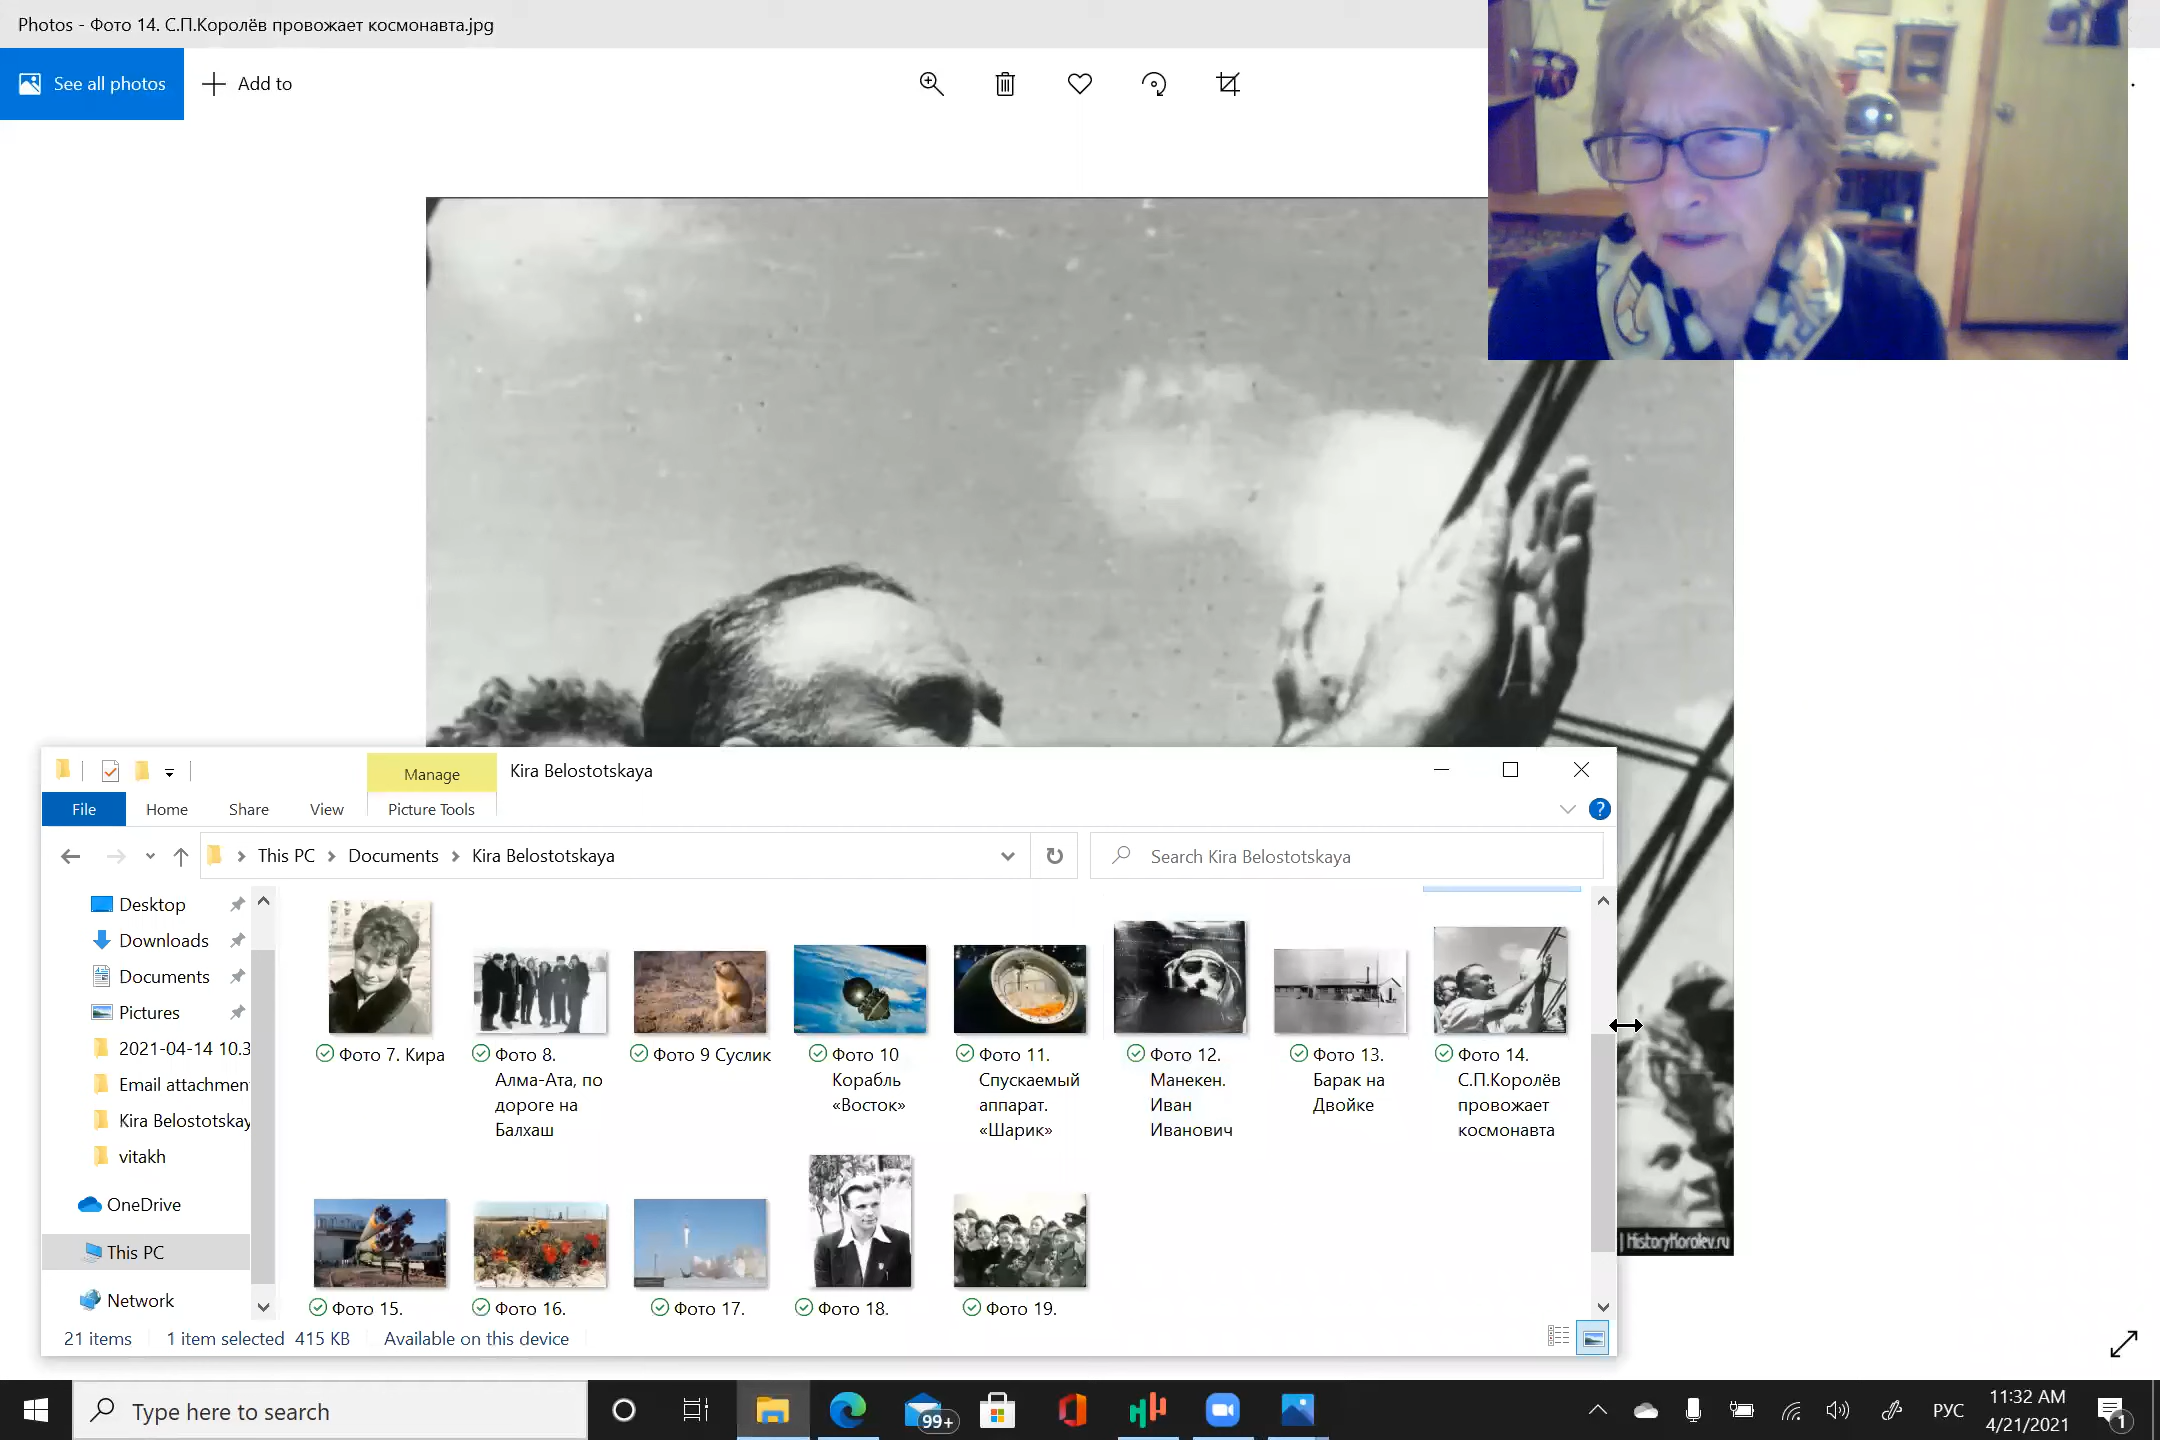 Photos - Фото 14. С.П.Королёв провожает космонавта.jpg
See all photos
Add to
Manage
Kira Belostotskaya
File
Home
Share
View
Picture Tools
This PC
Documents
Kira Belostotskaya
Search Kira Belostotskaya
Desktop
Downloads
Documents
Pictures
2021-04-14 10.3
Email attachmen
Kira Belostotskay
vitakh
OneDrive
This PC
Network
Фото 7. Кира
Фото 8.
Алма-Ата, по
дороге на
Балхаш
Фото 9 Суслик
Фото 10
Корабль
«Восток»
Фото 11.
Спускаемый
аппарат.
«Шарик»
Фото 12.
Манекен.
Иван
Иванович
Фото 13.
Барак на
Двойке
Фото 14.
С.П.Королёв
провожает
космонавта
Фото 15.
Фото 16.
Фото 17.
Фото 18.
Фото 19.
| HistoryKorolev.ru
21 items
1 item selected 415 KB
Available on this device
Type here to search
99+
РУС
11:32 AM
4/21/2021
1